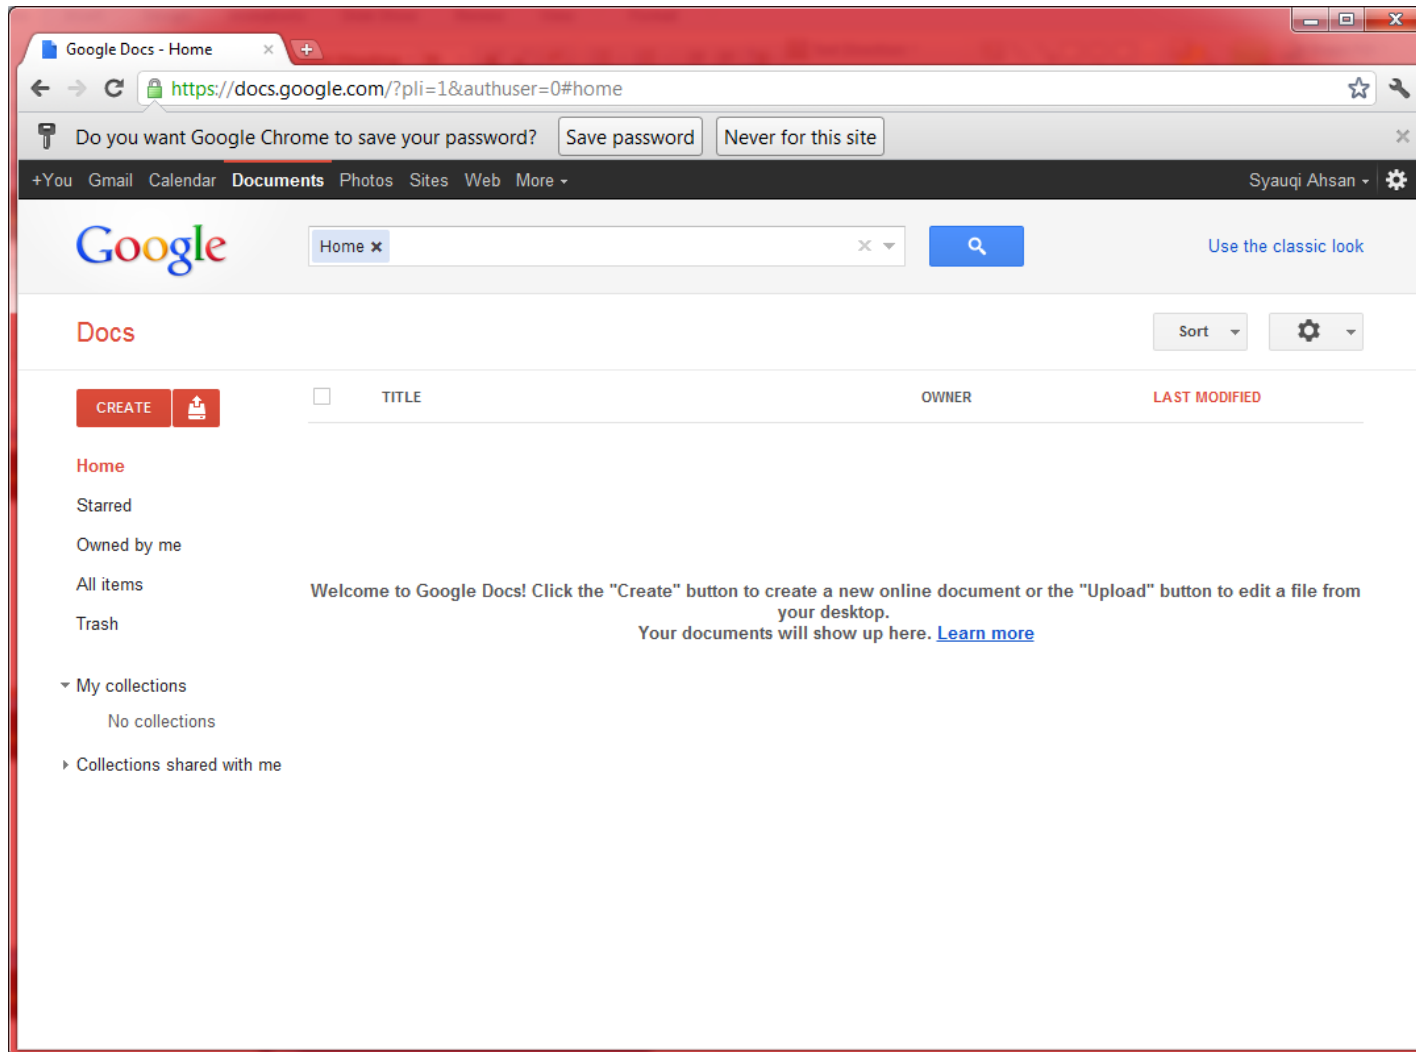 Google Docs - Home
https://docs.google.com/?pli=1&authuser=0#home
Do you want Google Chrome to save your password? Save password Never for this site
+You Gmail Calendar Documents Photos Sites Web More Syauqi Ahsan
Google Home Use the classic look
Docs Sort
CREATE TITLE OWNER LAST MODIFIED
Home
Starred
Owned by me
All items
Trash
My collections
No collections
Collections shared with me
Welcome to Google Docs! Click the "Create" button to create a new online document or the "Upload" button to edit a file from
your desktop.
Your documents will show up here. Learn more